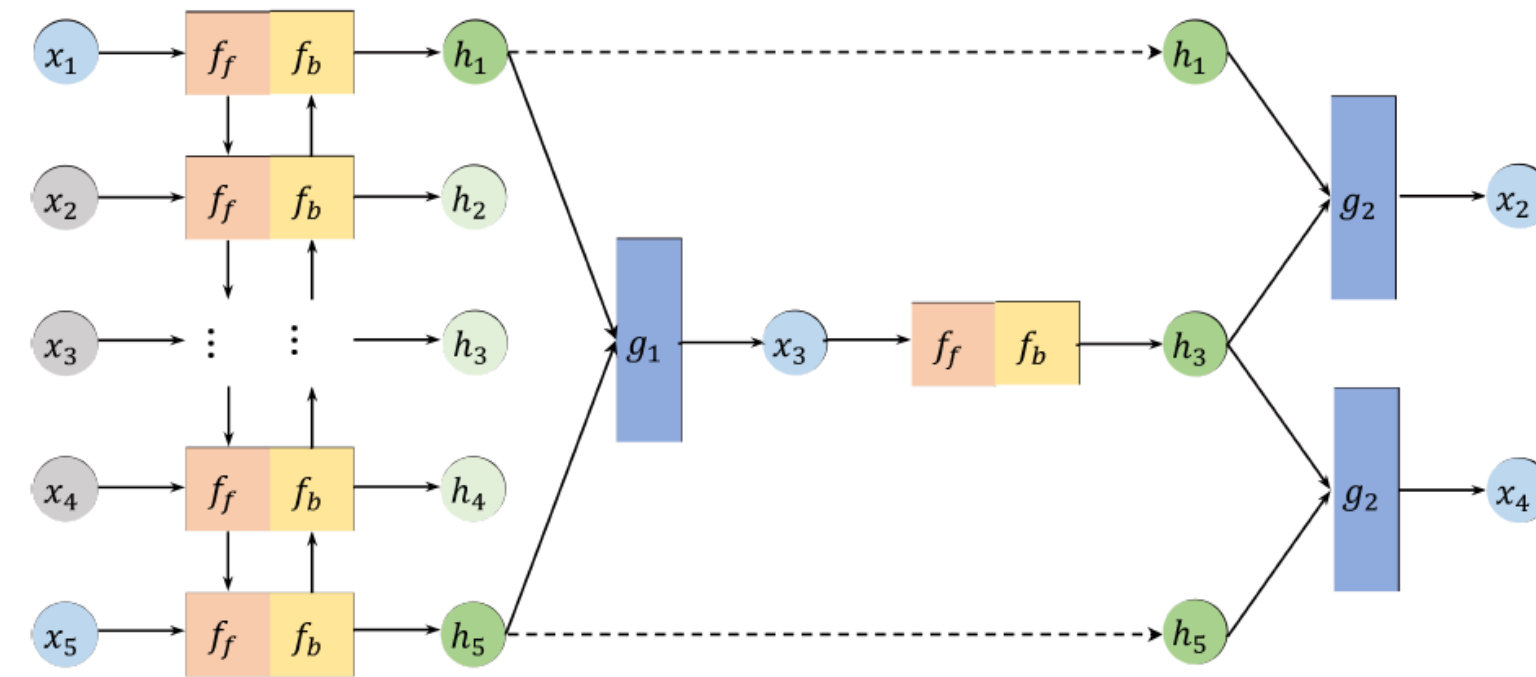 x₁ f_f f_b h₁ h₁
x₂ f_f f_b h₂ g₂ x₂
x₃ ⋮ ⋮ h₃ g₁ x₃ f_f f_b h₃
x₄ f_f f_b h₄ g₂ x₄
x₅ f_f f_b h₅ h₅